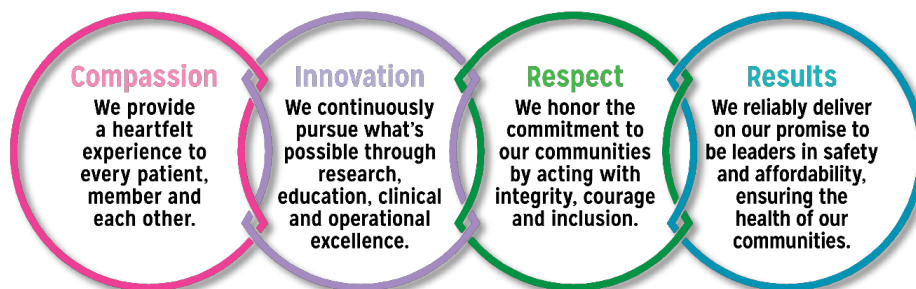 Compassion
We provide
a heartfelt
experience to
every patient,
member and
each other.
Innovation
We continuously
pursue what's
possible through
research,
education, clinical
and operational
excellence.
Respect
We honor the
commitment to
our communities
by acting with
integrity, courage
and inclusion.
Results
We reliably deliver
on our promise to
be leaders in safety
and affordability,
ensuring the
health of our
communities.